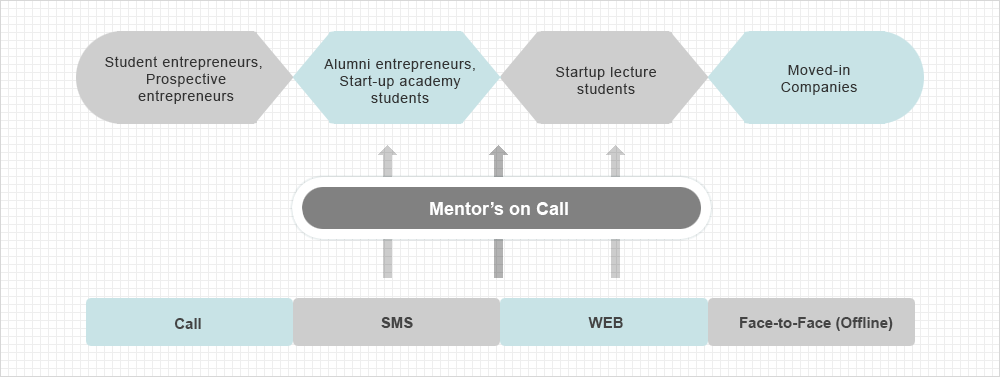 Student entrepreneurs,
Prospective
entrepreneurs
Alumni entrepreneurs,
Start-up academy
students
Startup lecture
students
Moved-in
Companies
Mentor’s on Call
Call
SMS
WEB
Face-to-Face (Offline)